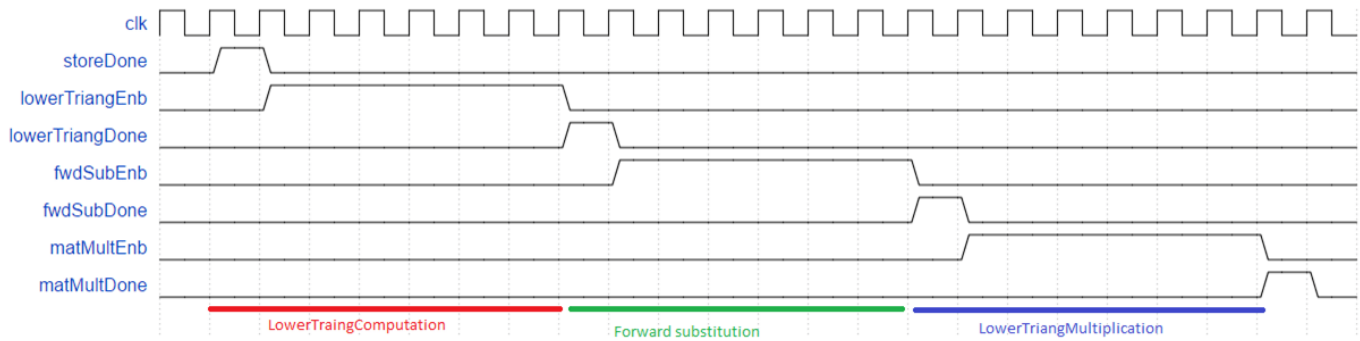 clk
storeDone
lowerTriangEnb
lowerTriangDone
fwdSubEnb
fwdSubDone
matMultEnb
matMultDone
LowerTraingComputation
Forward substitution
LowerTriangMultiplication